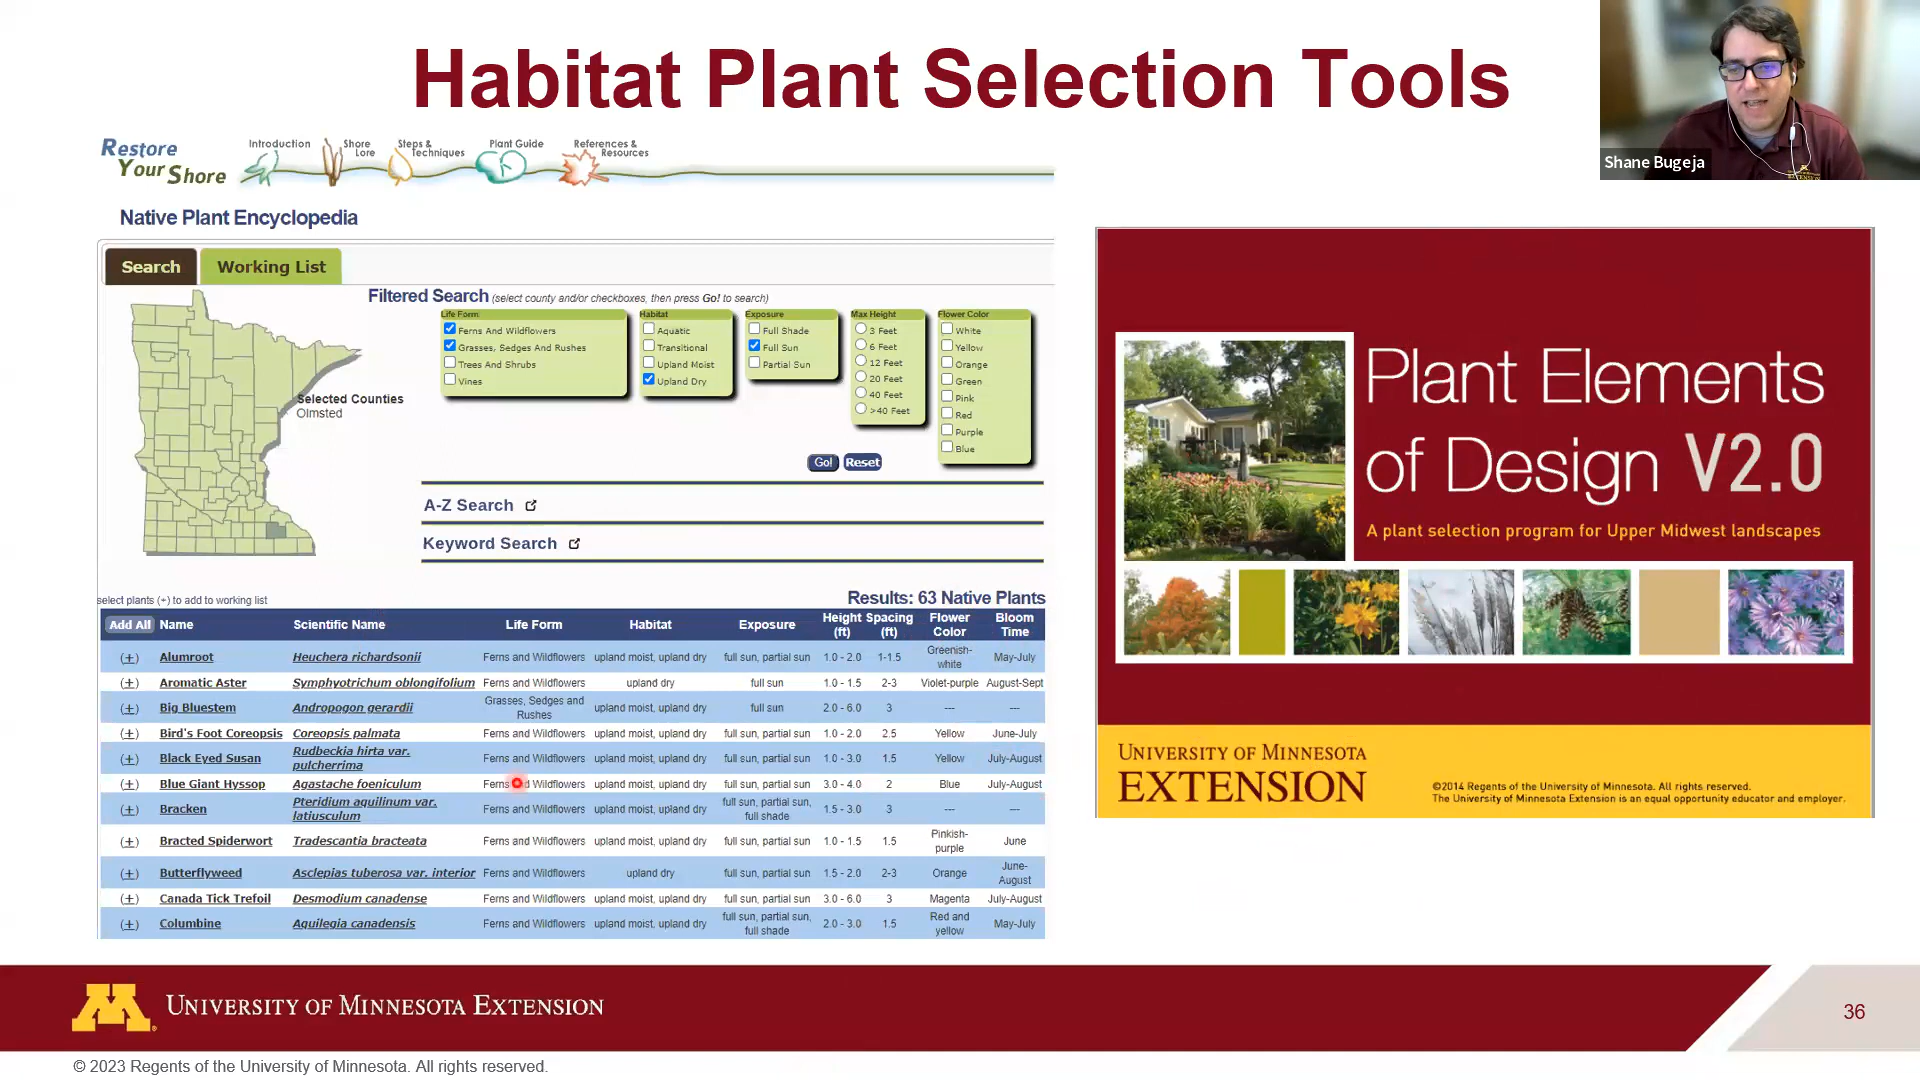 Habitat Plant Selection Tools
Shane Bugeja
Restore
Your Shore
Introduction
Shore
Lore
Steps &
Techniques
Plant Guide
References &
Resources
Native Plant Encyclopedia
Search
Working List
Filtered Search (select county and/or checkboxes, then press Go! to search)
Life Form:
Ferns And Wildflowers
Grasses, Sedges And Rushes
Trees And Shrubs
Vines
Habitat
Aquatic
Transitional
Upland Moist
Upland Dry
Exposure
Full Shade
Full Sun
Partial Sun
Max Height
3 Feet
6 Feet
12 Feet
20 Feet
40 Feet
>40 Feet
Flower Color
White
Yellow
Orange
Green
Pink
Red
Purple
Blue
Selected Counties
Olmsted
Go! Reset
A-Z Search
Keyword Search
select plants (+) to add to working list
Results: 63 Native Plants
Add All Name Scientific Name Life Form Habitat Exposure Height (ft) Spacing (ft) Flower Color Bloom Time
(+) Alumroot Heuchera richardsonii Ferns and Wildflowers upland moist, upland dry full sun, partial sun 1.0 - 2.0 1-1.5 Greenish-white May-July
(+) Aromatic Aster Symphyotrichum oblongifolium Ferns and Wildflowers upland dry full sun 1.0 - 1.5 2-3 Violet-purple August-Sept
(+) Big Bluestem Andropogon gerardii Grasses, Sedges and Rushes upland moist, upland dry full sun 2.0 - 6.0 3 --- ---
(+) Bird's Foot Coreopsis Coreopsis palmata Ferns and Wildflowers upland moist, upland dry full sun, partial sun 1.0 - 2.0 2.5 Yellow June-July
(+) Black Eyed Susan Rudbeckia hirta var. pulcherrima Ferns and Wildflowers upland moist, upland dry full sun, partial sun 1.0 - 3.0 1.5 Yellow July-August
(+) Blue Giant Hyssop Agastache foeniculum Ferns and Wildflowers upland moist, upland dry full sun, partial sun 3.0 - 4.0 2 Blue July-August
(+) Bracken Pteridium aquilinum var. latiusculum Ferns and Wildflowers upland moist, upland dry full sun, partial sun, full shade 1.5 - 3.0 3 --- ---
(+) Bracted Spiderwort Tradescantia bracteata Ferns and Wildflowers upland moist, upland dry full sun, partial sun 1.0 - 1.5 1.5 Pinkish-purple June
(+) Butterflyweed Asclepias tuberosa var. interior Ferns and Wildflowers upland dry full sun, partial sun 1.5 - 2.0 2-3 Orange June-August
(+) Canada Tick Trefoil Desmodium canadense Ferns and Wildflowers upland moist, upland dry full sun, partial sun 3.0 - 6.0 3 Magenta July-August
(+) Columbine Aquilegia canadensis Ferns and Wildflowers upland moist, upland dry full sun, partial sun, full shade 2.0 - 3.0 1.5 Red and yellow May-July
Plant Elements
of Design V2.0
A plant selection program for Upper Midwest landscapes
UNIVERSITY OF MINNESOTA
EXTENSION
©2014 Regents of the University of Minnesota. All rights reserved.
The University of Minnesota Extension is an equal opportunity educator and employer.
M UNIVERSITY OF MINNESOTA EXTENSION
36
© 2023 Regents of the University of Minnesota. All rights reserved.